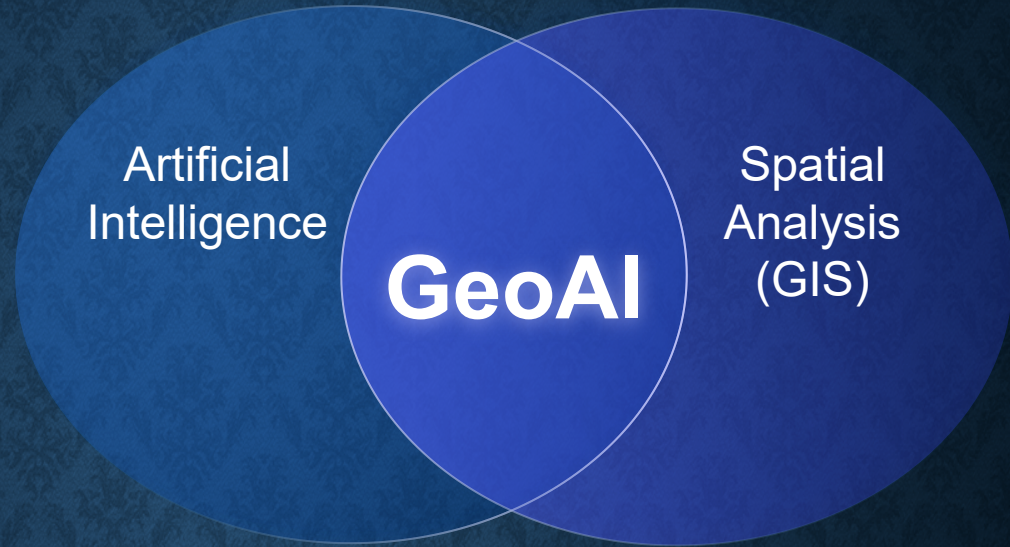 Artificial
Intelligence
GeoAI
Spatial
Analysis
(GIS)